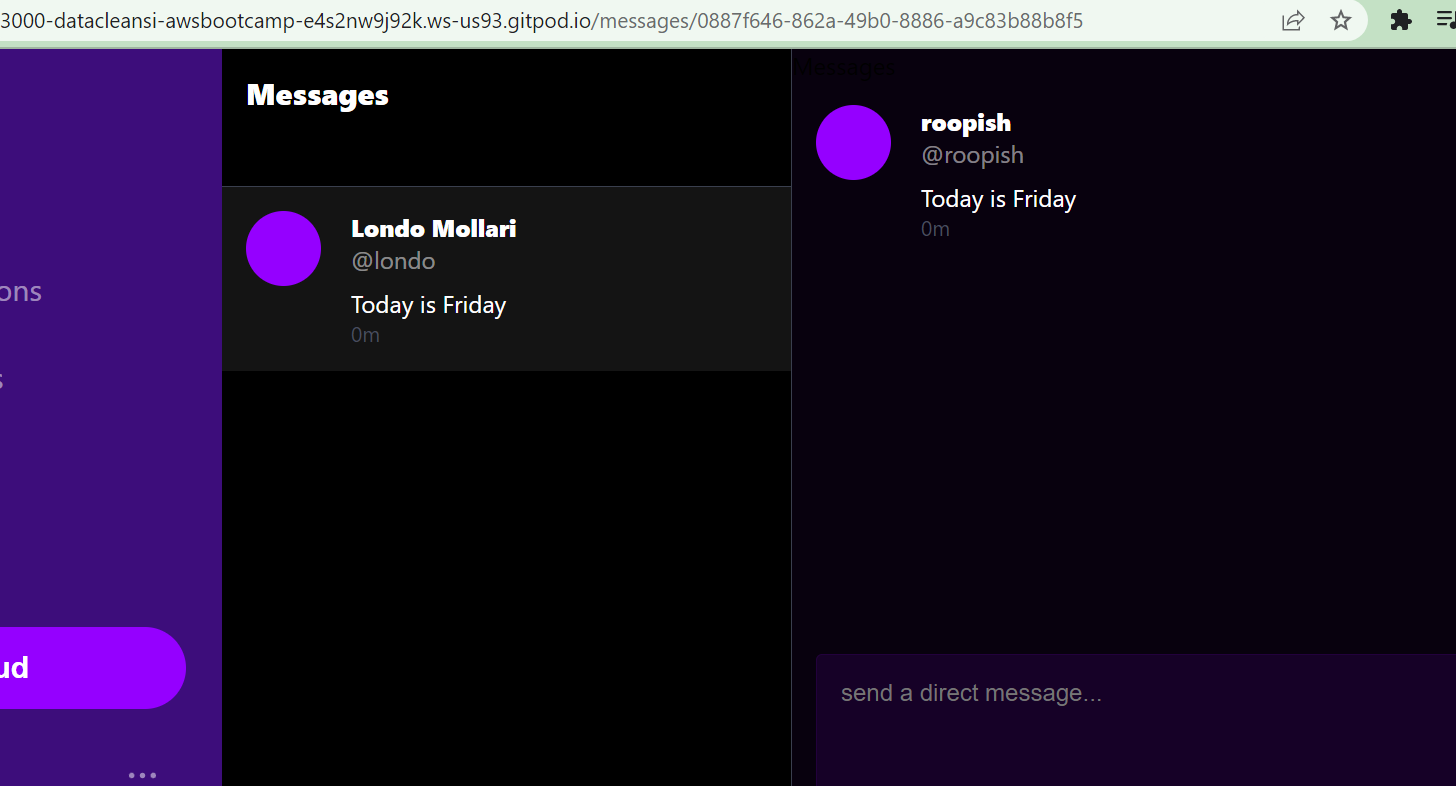 3000-datacleansi-awsbootcamp-e4s2nw9j92k.ws-us93.gitpod.io/messages/0887f646-862a-49b0-8886-a9c83b88b8f5
ons
s
ud
...
Messages
Londo Mollari
@londo
Today is Friday
0m
Messages
roopish
@roopish
Today is Friday
0m
send a direct message...